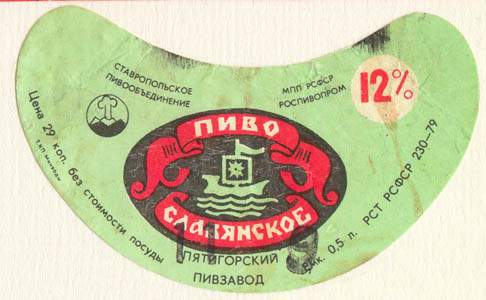 СТАВРОПОЛЬСКОЕ
ПИВООБЪЕДИНЕНИЕ
МПП РСФСР
РОСПИВОПРОМ
12%
ПИВО
СЛАВЯНСКОЕ
ПЯТИГОРСКИЙ
ПИВЗАВОД
Цена 29 коп. без стоимости посуды
Емк. 0,5 л. РСТ РСФСР 230—79